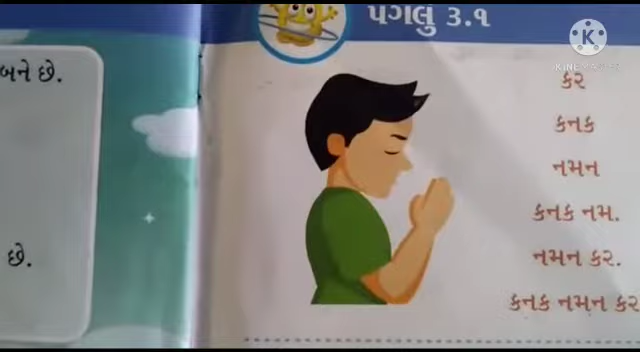 બને છે.
છે.
પગલુ ૩.૧
કર
કનક
નમન
કનક નમ.
નમન કર.
કનક નમન કર